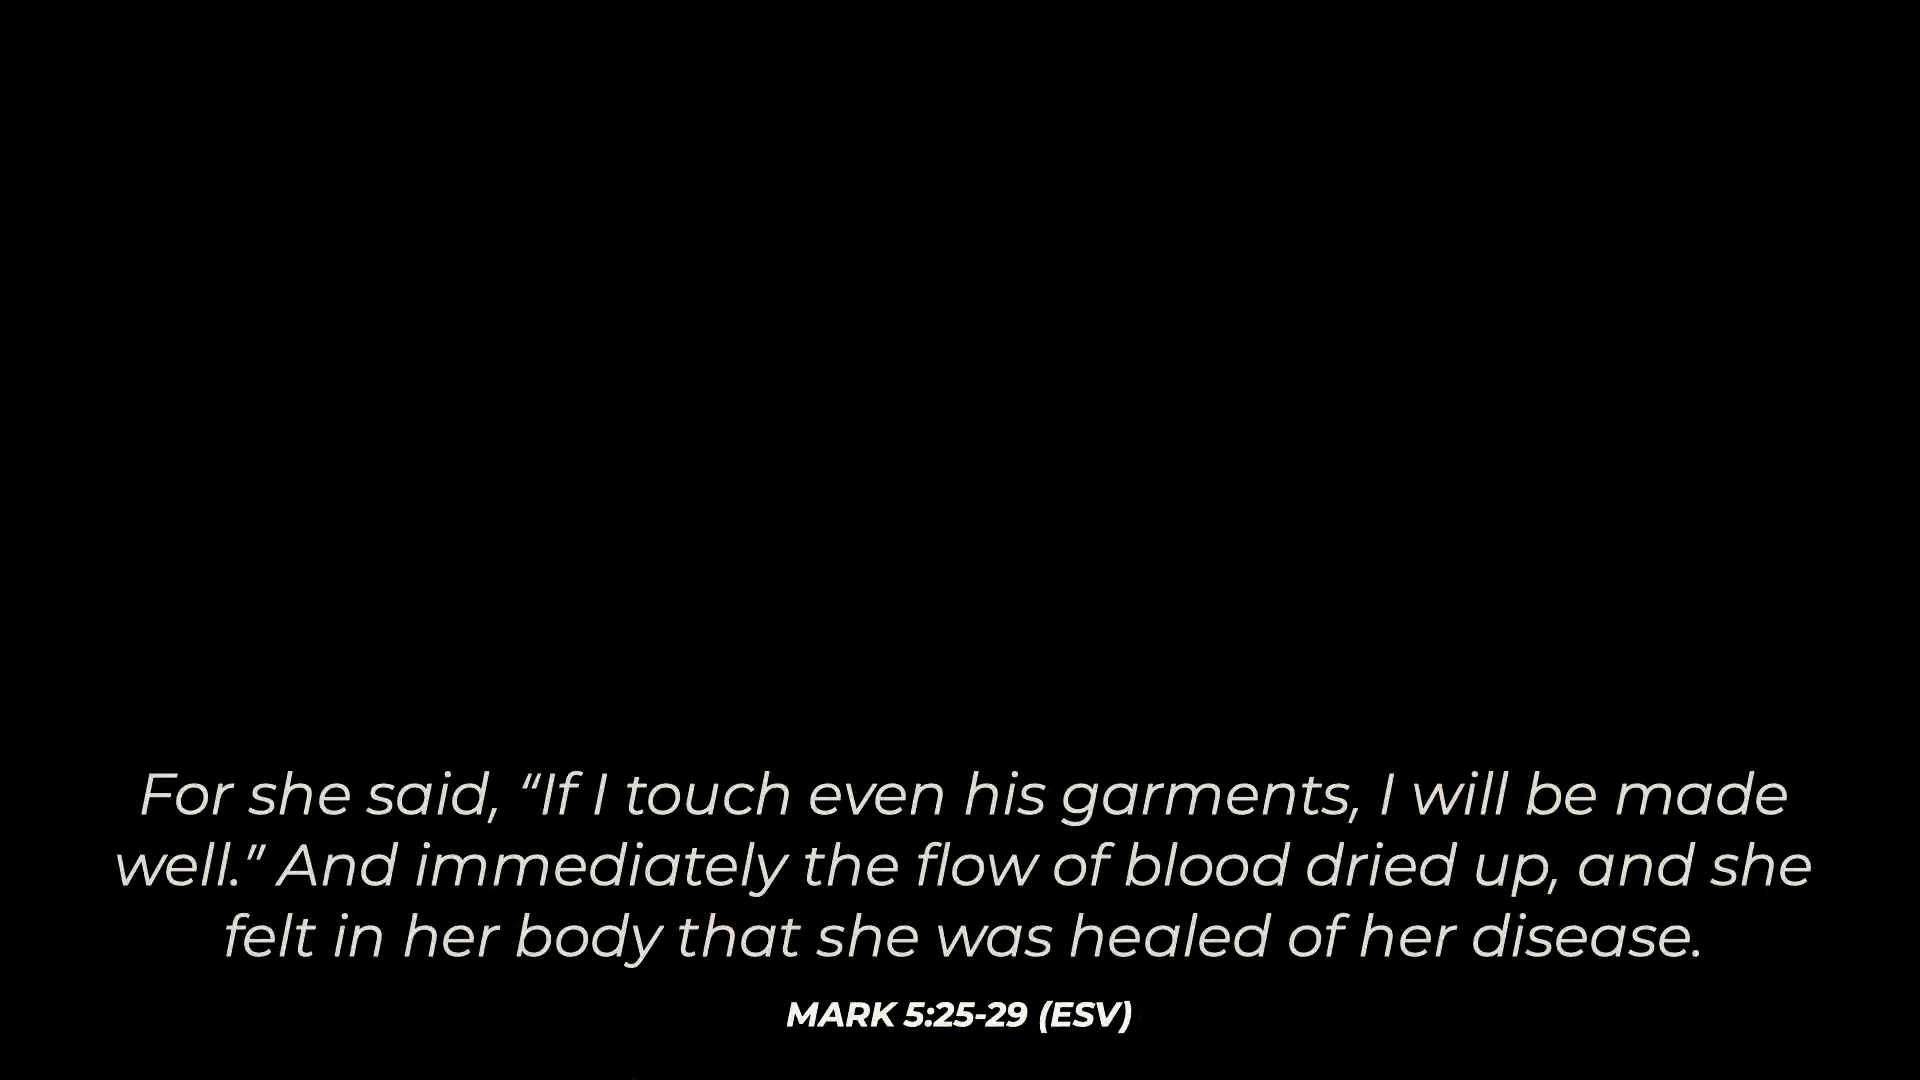 For she said, “If I touch even his garments, I will be made
well.” And immediately the flow of blood dried up, and she
felt in her body that she was healed of her disease.
MARK 5:25-29 (ESV)